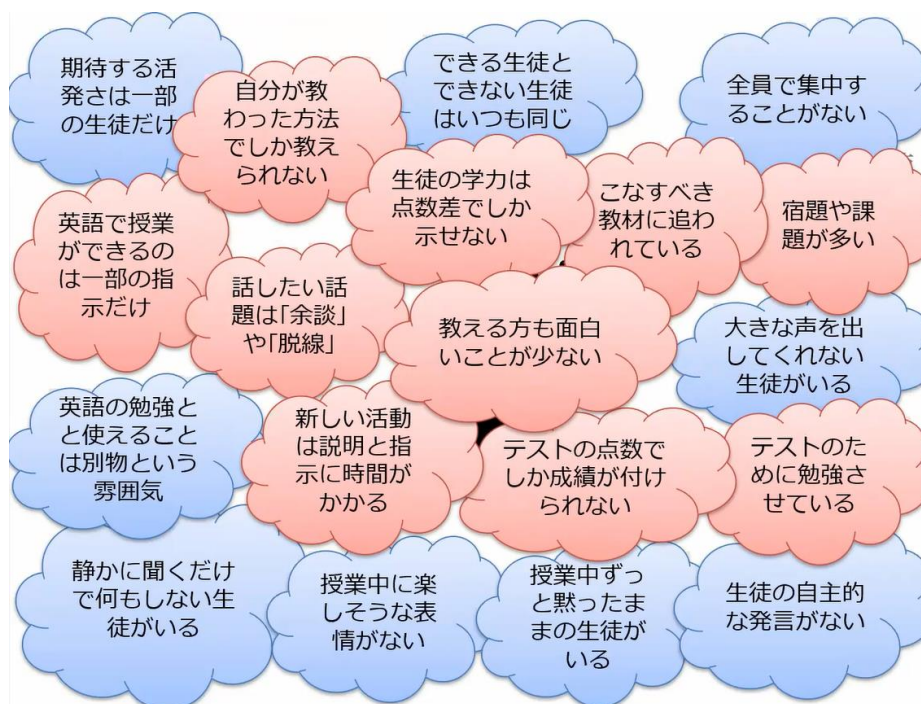 期待する活
発さは一部
の生徒だけ
自分が教
わった方法
でしか教え
られない
できる生徒と
できない生徒
はいつも同じ
全員で集中す
ることがない
英語で授業
ができるの
は一部の指
示だけ
生徒の学力は
点数差でしか
示せない
こなすべき
教材に追わ
れている
宿題や課
題が多い
話したい話
題は「余談」
や「脱線」
教える方も面白
いことが少ない
大きな声を出
してくれない
生徒がいる
英語の勉強と
と使えること
は別物という
雰囲気
新しい活動
は説明と指
示に時間が
かかる
テストの点数で
しか成績が付け
られない
テストのた
めに勉強さ
せている
静かに聞くだけ
で何もしない生
徒がいる
授業中に楽
しそうな表
情がない
授業中ずっ
と黙ったま
まの生徒が
いる
生徒の自主的
な発言がない